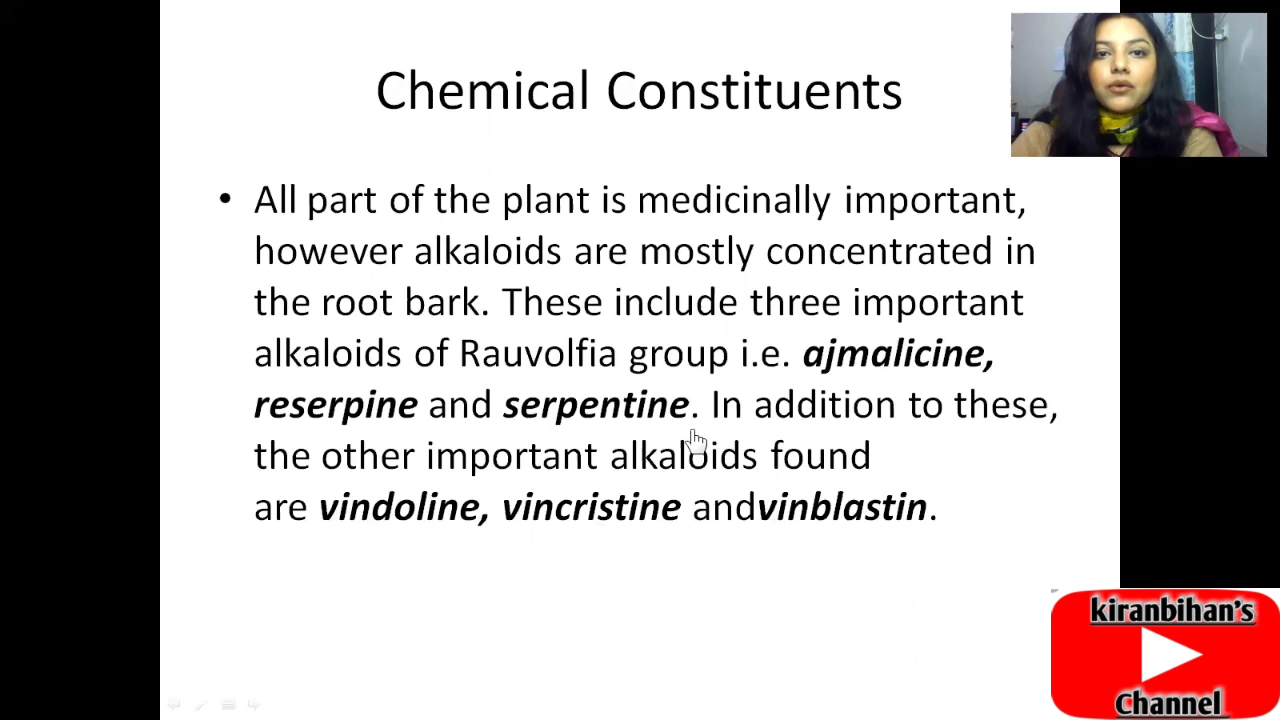 Chemical Constituents
• All part of the plant is medicinally important,
however alkaloids are mostly concentrated in
the root bark. These include three important
alkaloids of Rauvolfia group i.e. ajmalicine,
reserpine and serpentine. In addition to these,
the other important alkaloids found
are vindoline, vincristine andvinblastin.
kiranbihan's
Channel